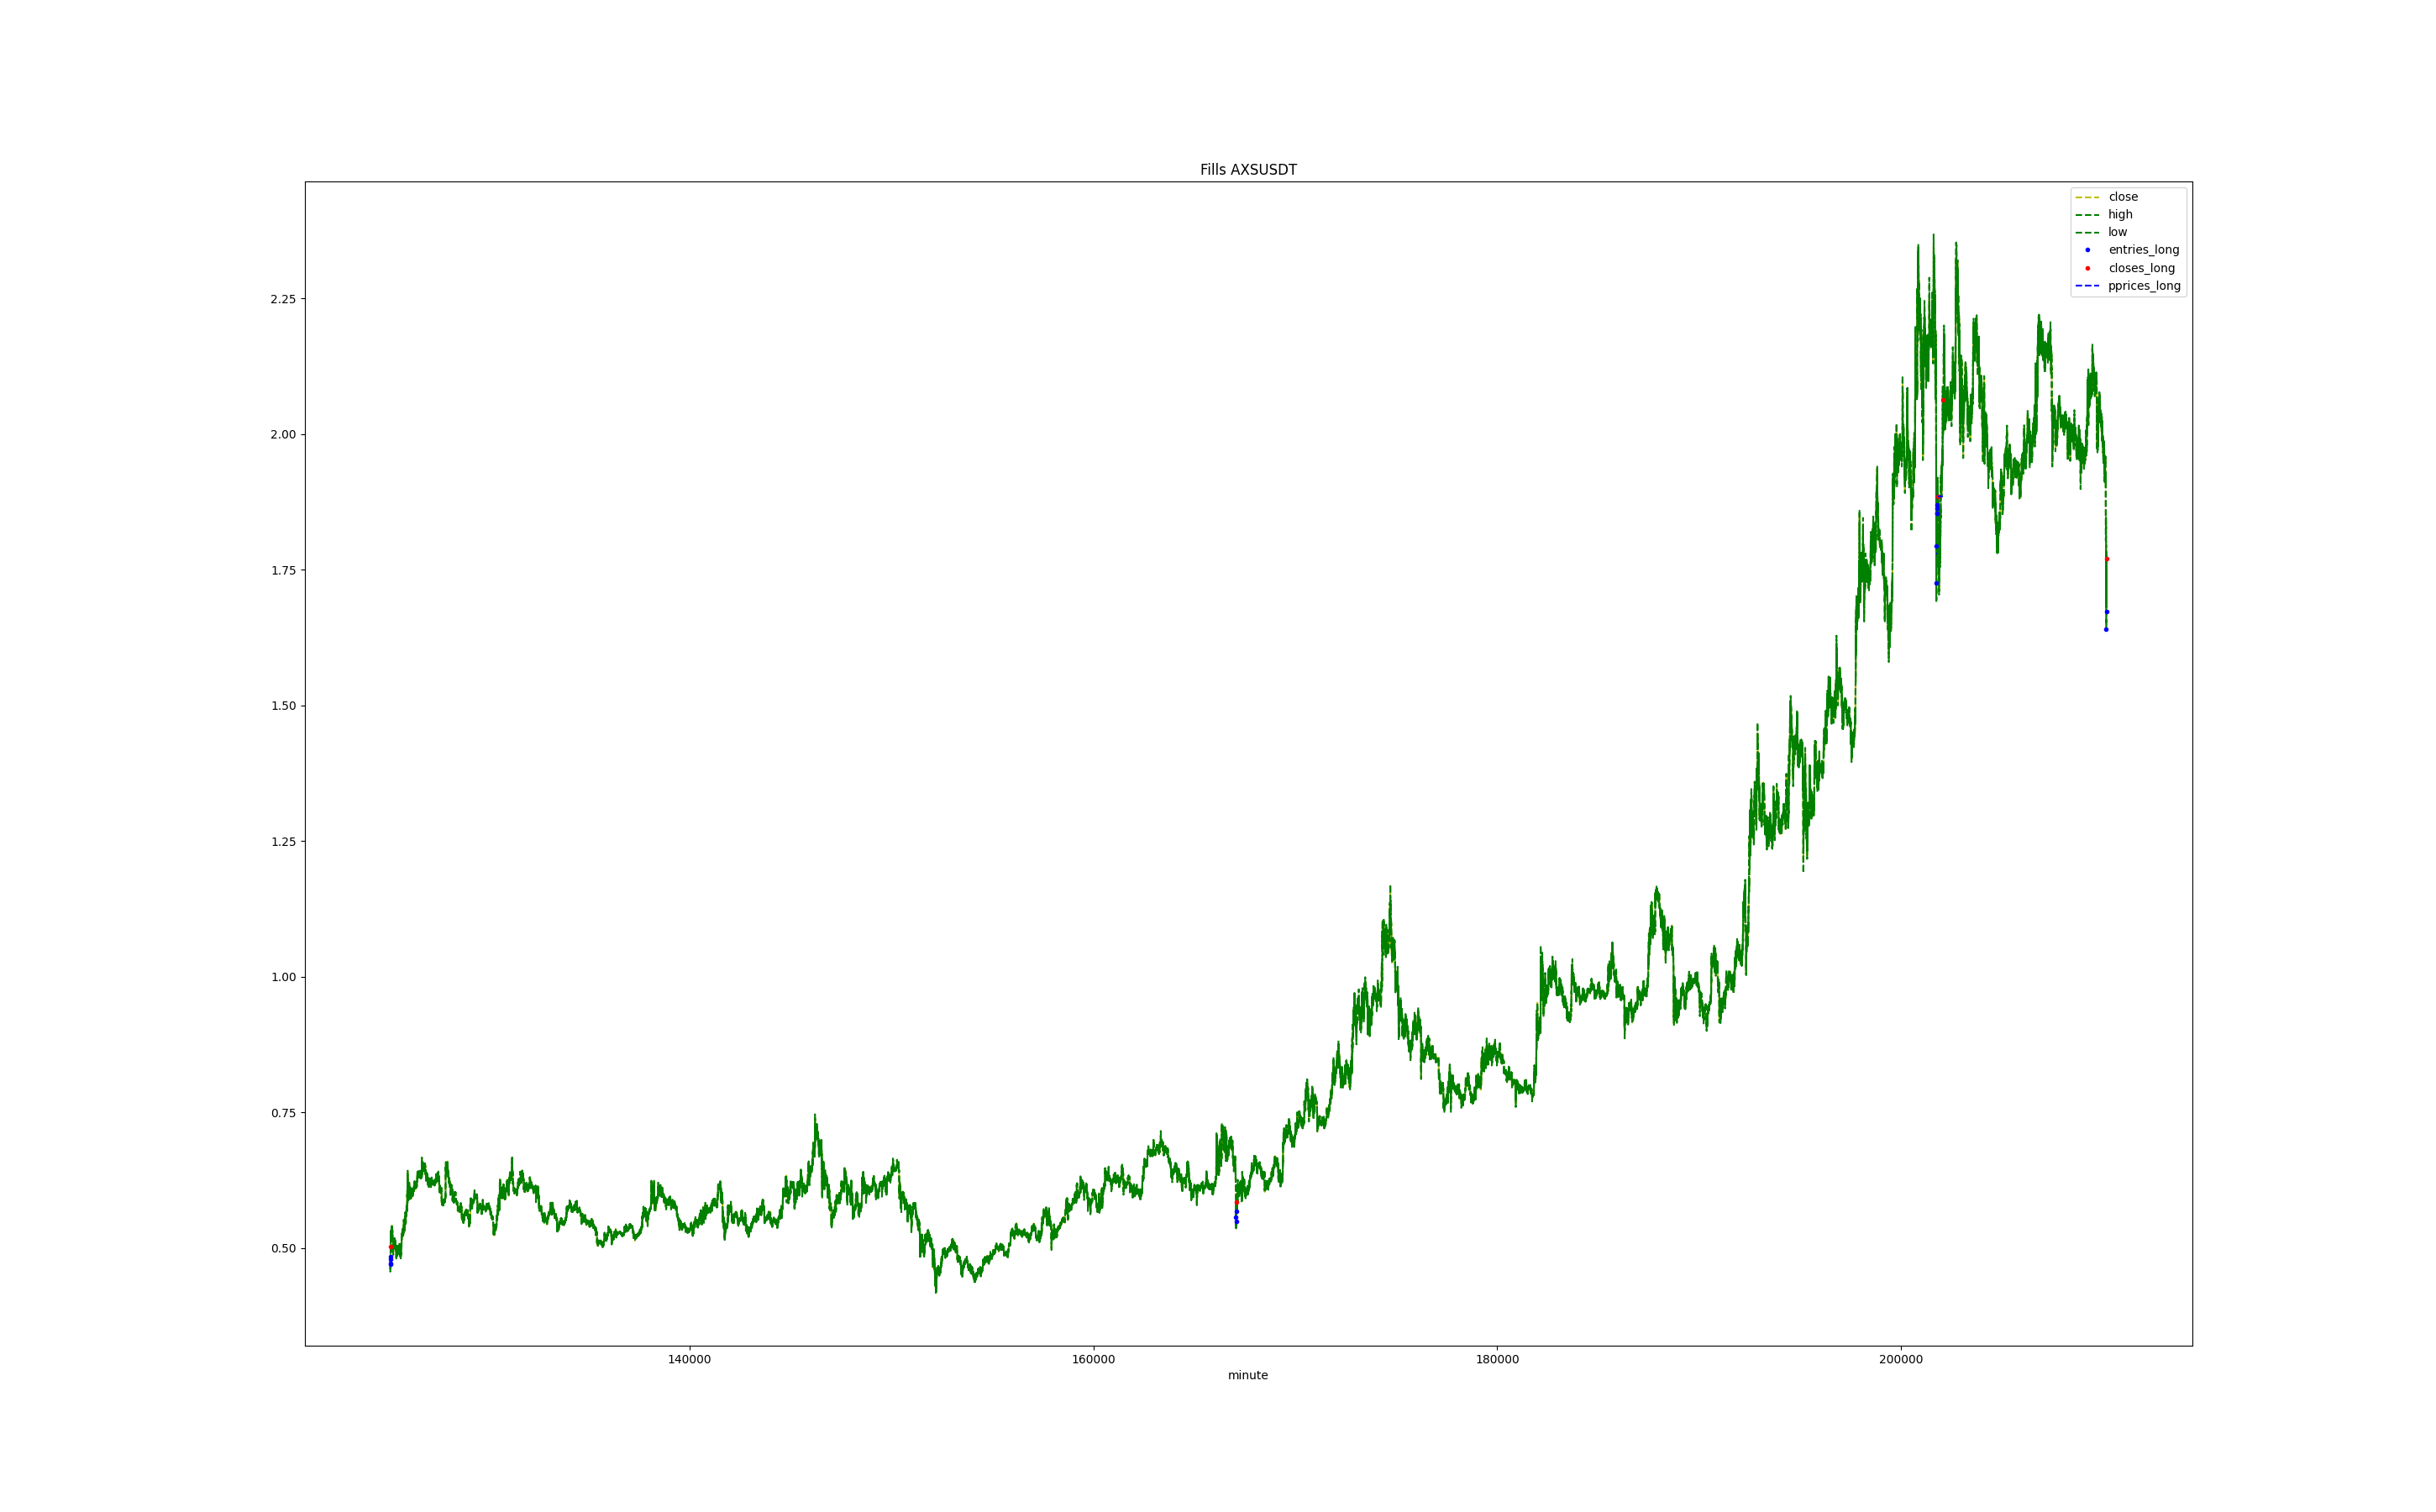 Fills AXSUSDT
close
high
low
entries_long
closes_long
pprices_long
2.25
2.00
1.75
1.50
1.25
1.00
0.75
0.50
140000
160000
180000
200000
minute